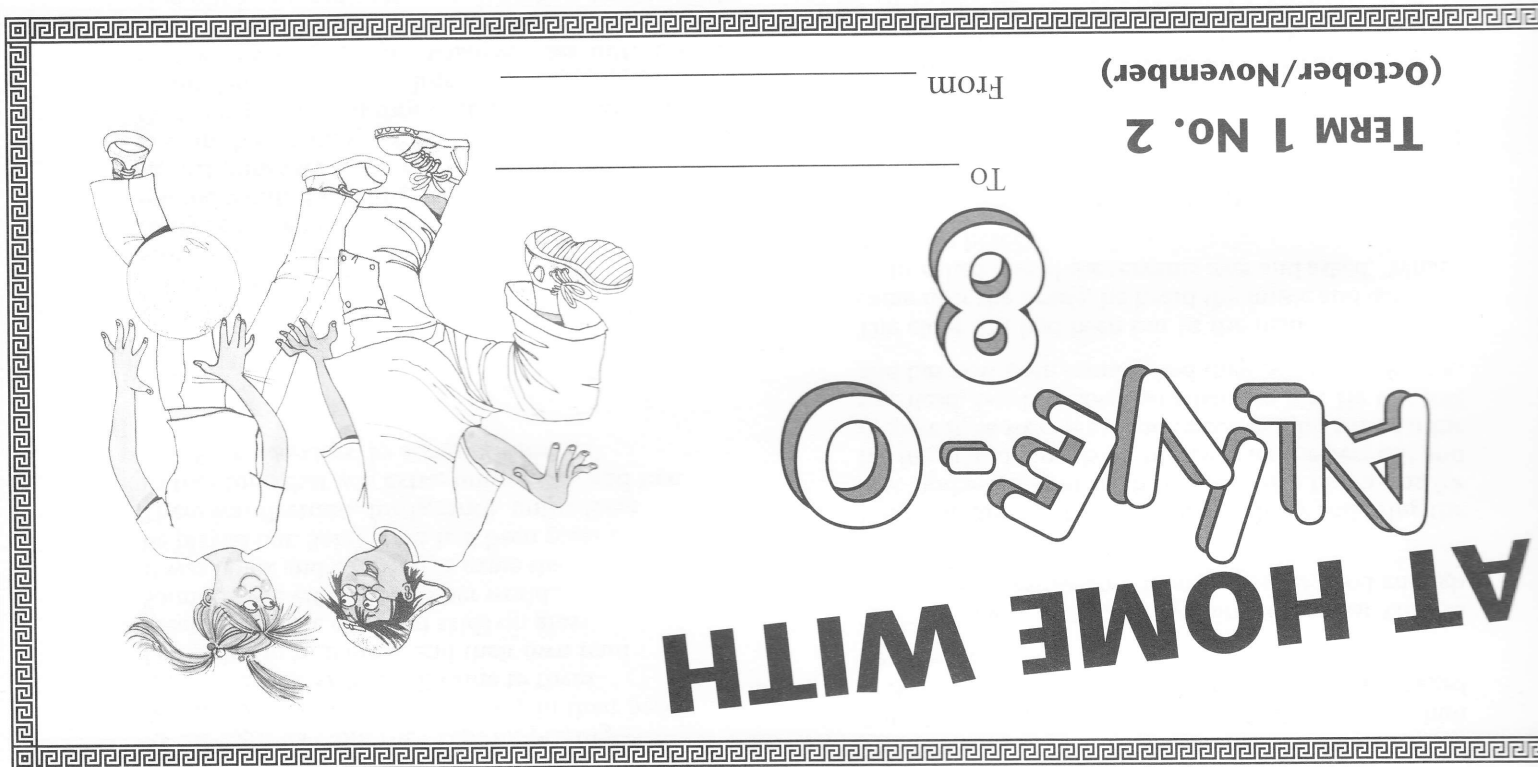 AT HOME WITH
ALIVE-O
8
TERM 1 No. 2
(October/November)
To
From